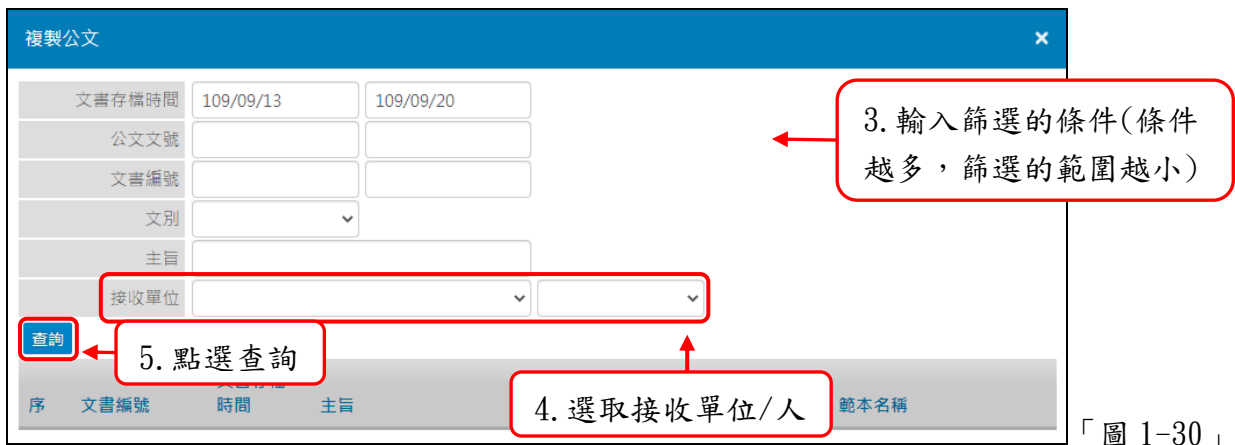 複製公文 ×
文書存檔時間 109/09/13 109/09/20
公文文號
文書編號
文別
主旨
接收單位
查詢
3.輸入篩選的條件(條件
越多，篩選的範圍越小)
5.點選查詢
4.選取接收單位/人
序 文書編號 時間 主旨 範本名稱
「圖 1-30」